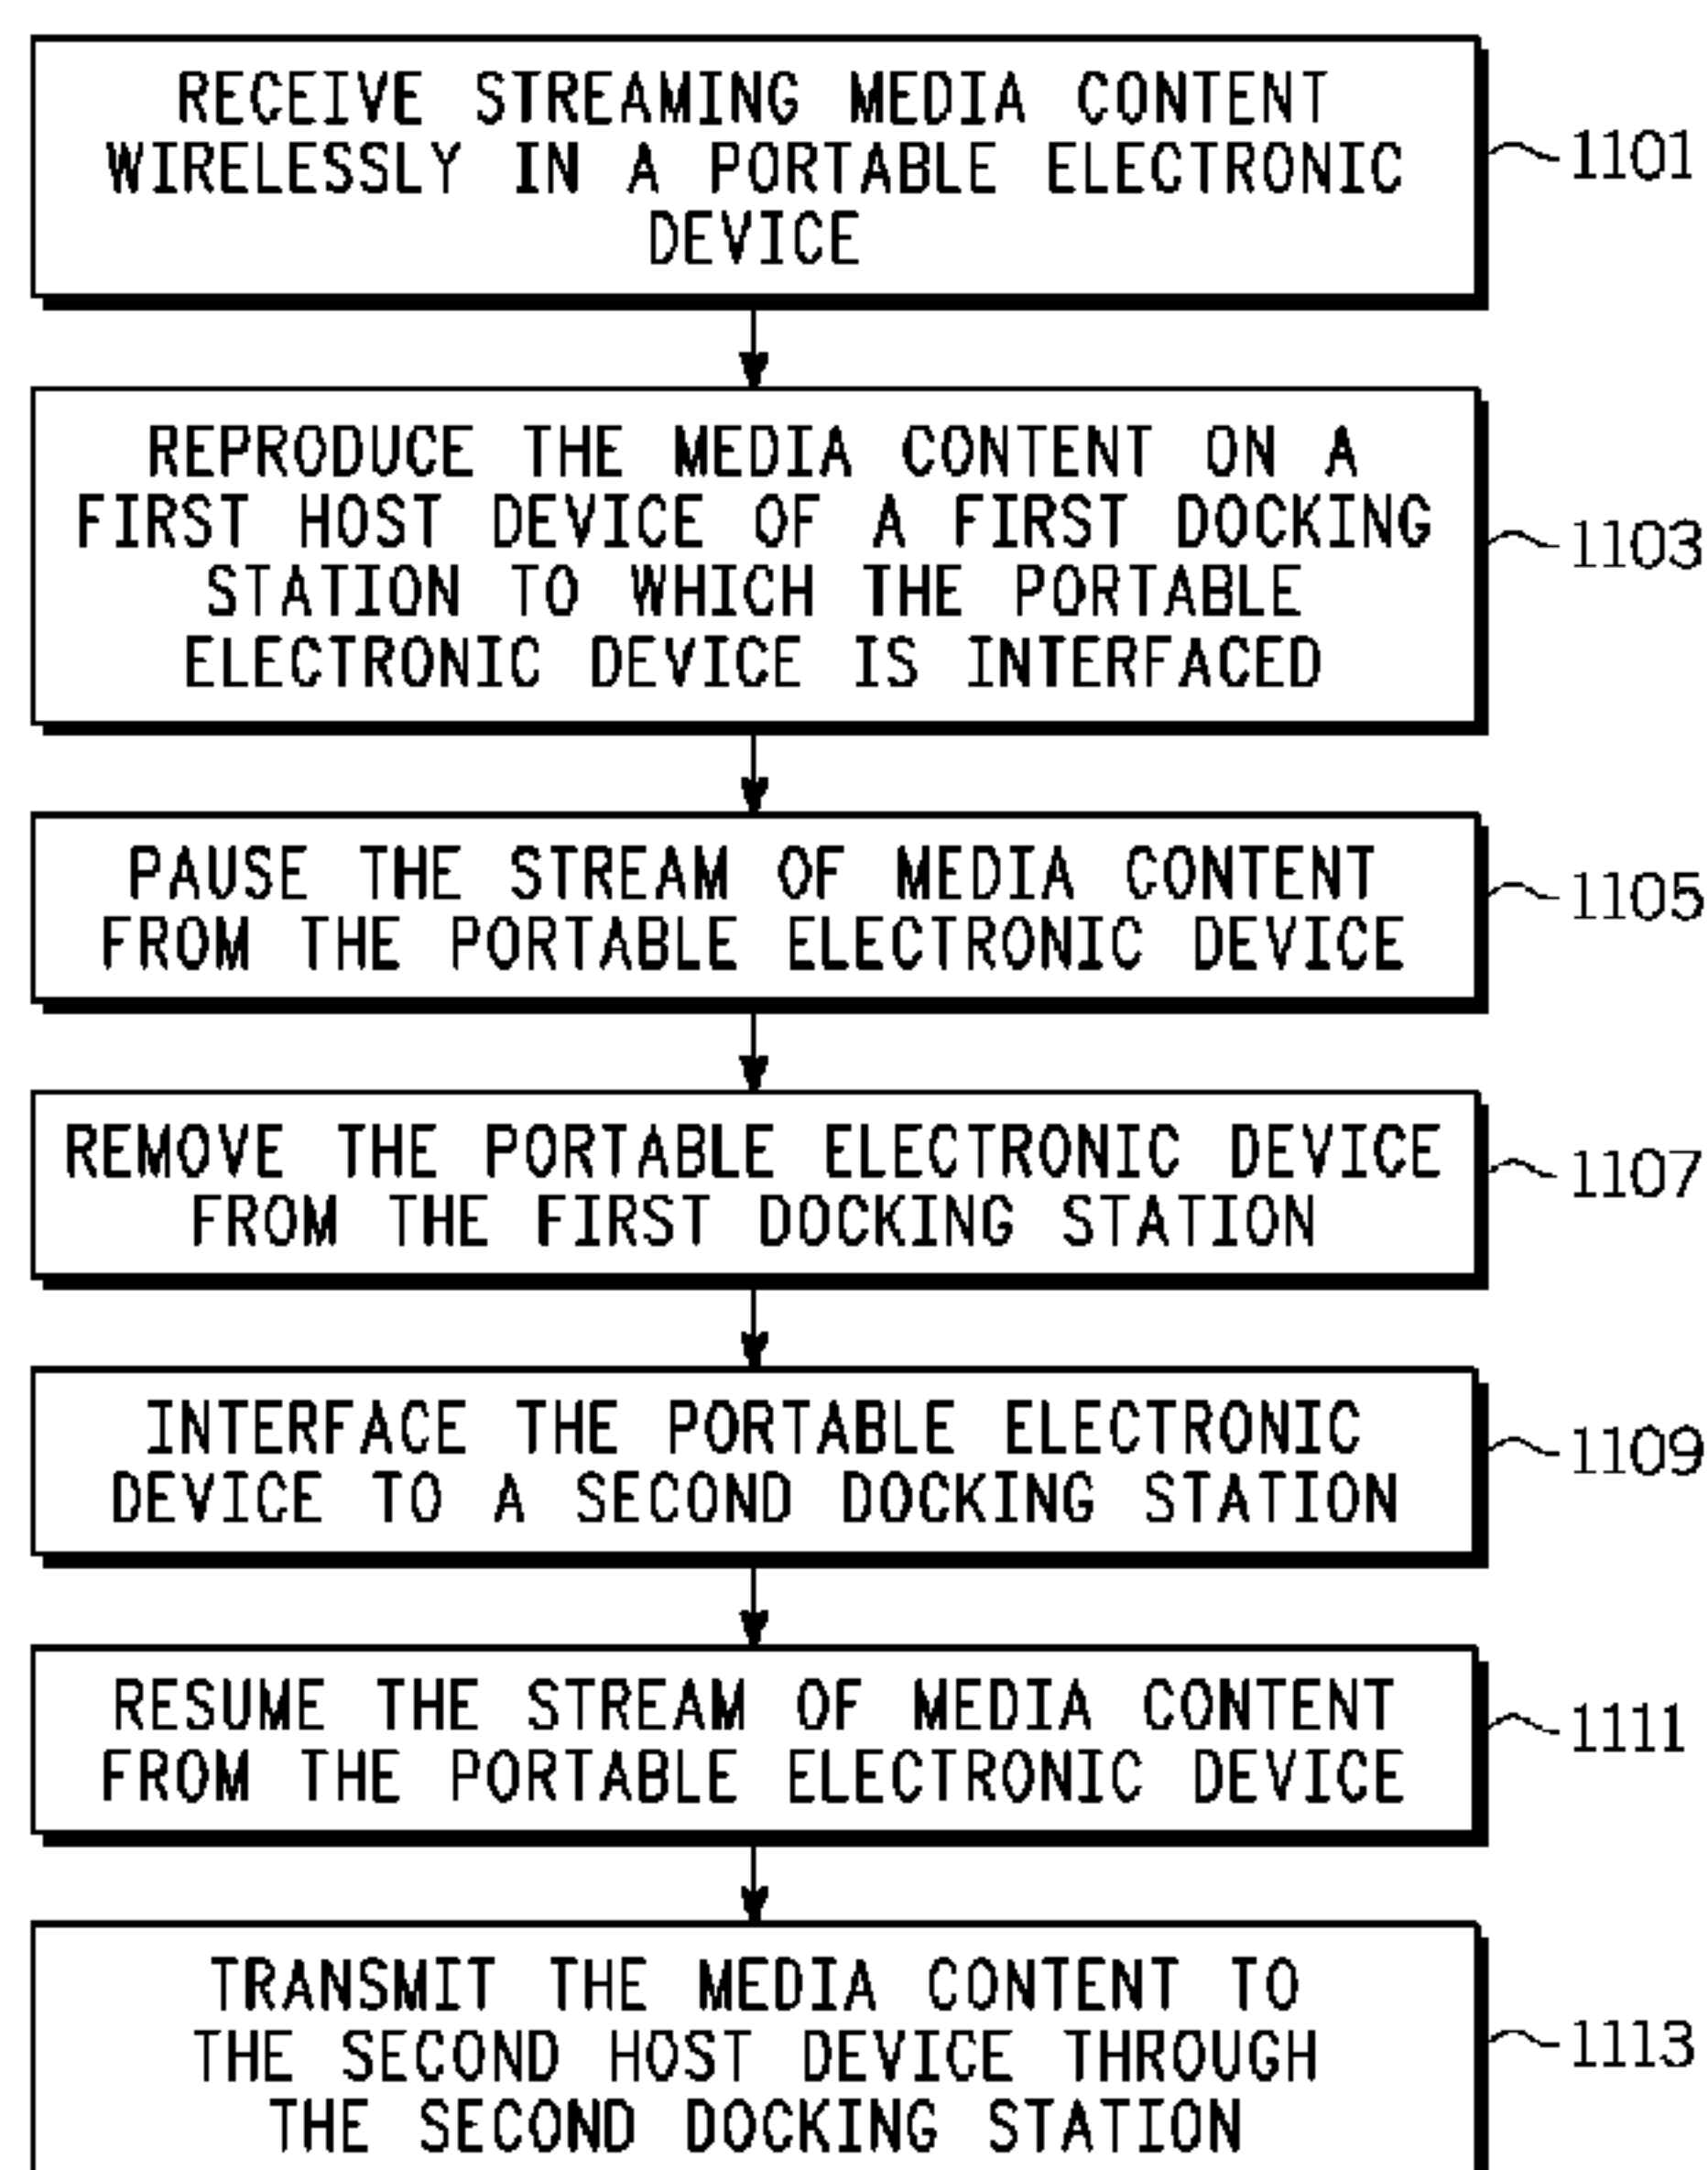 RECEIVE STREAMING MEDIA CONTENT
WIRELESSLY IN A PORTABLE ELECTRONIC
DEVICE
1101
REPRODUCE THE MEDIA CONTENT ON A
FIRST HOST DEVICE OF A FIRST DOCKING
STATION TO WHICH THE PORTABLE
ELECTRONIC DEVICE IS INTERFACED
1103
PAUSE THE STREAM OF MEDIA CONTENT
FROM THE PORTABLE ELECTRONIC DEVICE
1105
REMOVE THE PORTABLE ELECTRONIC DEVICE
FROM THE FIRST DOCKING STATION
1107
INTERFACE THE PORTABLE ELECTRONIC
DEVICE TO A SECOND DOCKING STATION
1109
RESUME THE STREAM OF MEDIA CONTENT
FROM THE PORTABLE ELECTRONIC DEVICE
1111
TRANSMIT THE MEDIA CONTENT TO
THE SECOND HOST DEVICE THROUGH
THE SECOND DOCKING STATION
1113